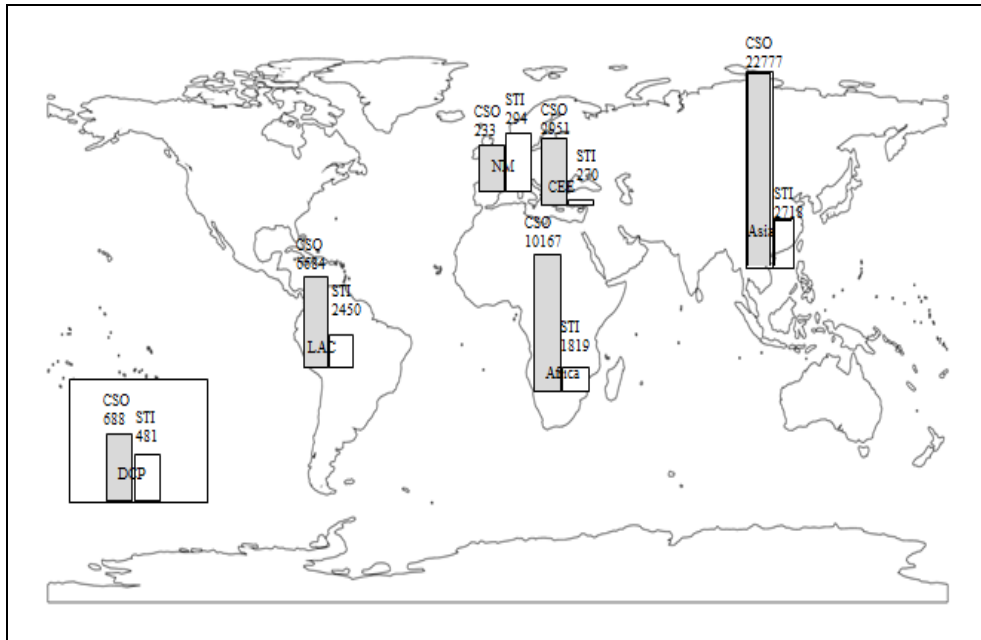 CSO
22777
STI
294
CSO
233
CSO
9951
STI
270
NM
CEE
STI
2718
Asia
CSO
10167
CSO
6684
STI
2450
LAC
STI
1819
Africa
CSO
688
STI
481
DCP